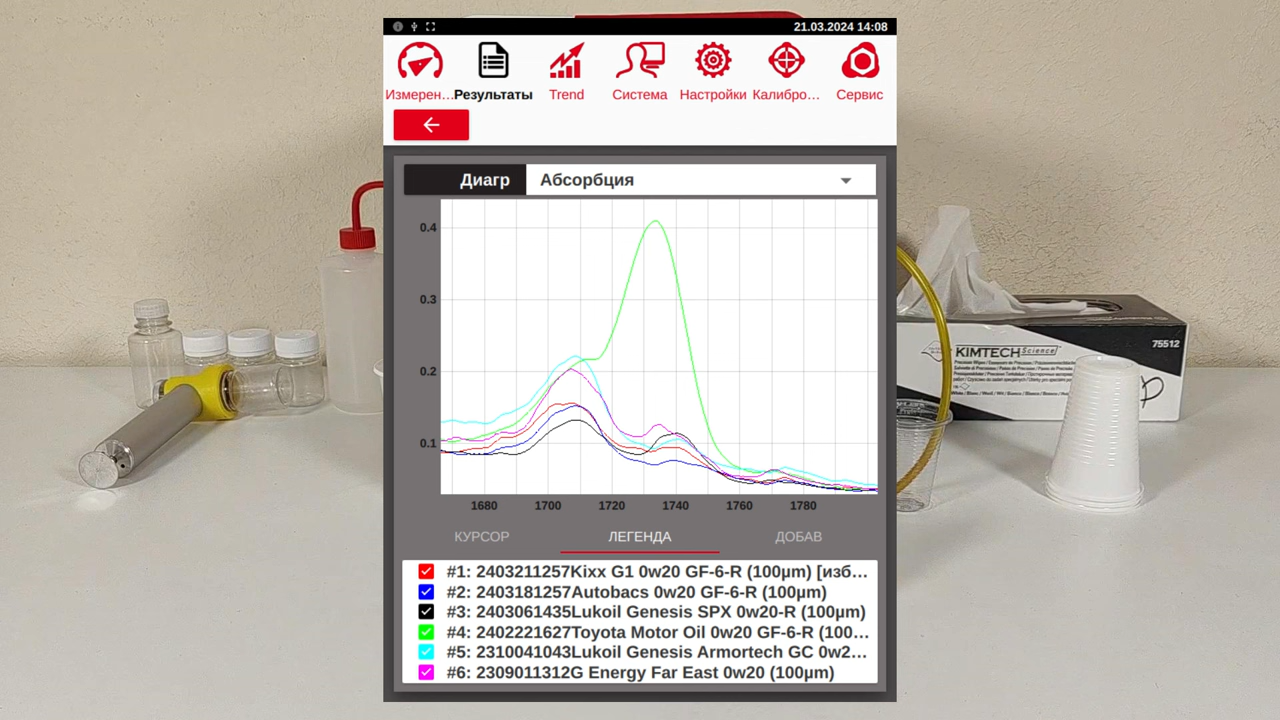 21.03.2024 14:08
Измерен... Результаты Trend Система Настройки Калибро... Сервис
Диагр Абсорбция
0.4
0.3
0.2
0.1
1680 1700 1720 1740 1760 1780
КУРСОР ЛЕГЕНДА ДОБАВ
#1: 2403211257Kixx G1 0w20 GF-6-R (100µm) [изб...
#2: 2403181257Autobacs 0w20 GF-6-R (100µm)
#3: 2403061435Lukoil Genesis SPX 0w20-R (100µm)
#4: 2402221627Toyota Motor Oil 0w20 GF-6-R (100...
#5: 2310041043Lukoil Genesis Armortech GC 0w2...
#6: 2309011312G Energy Far East 0w20 (100µm)
75512
KIMTECH Science